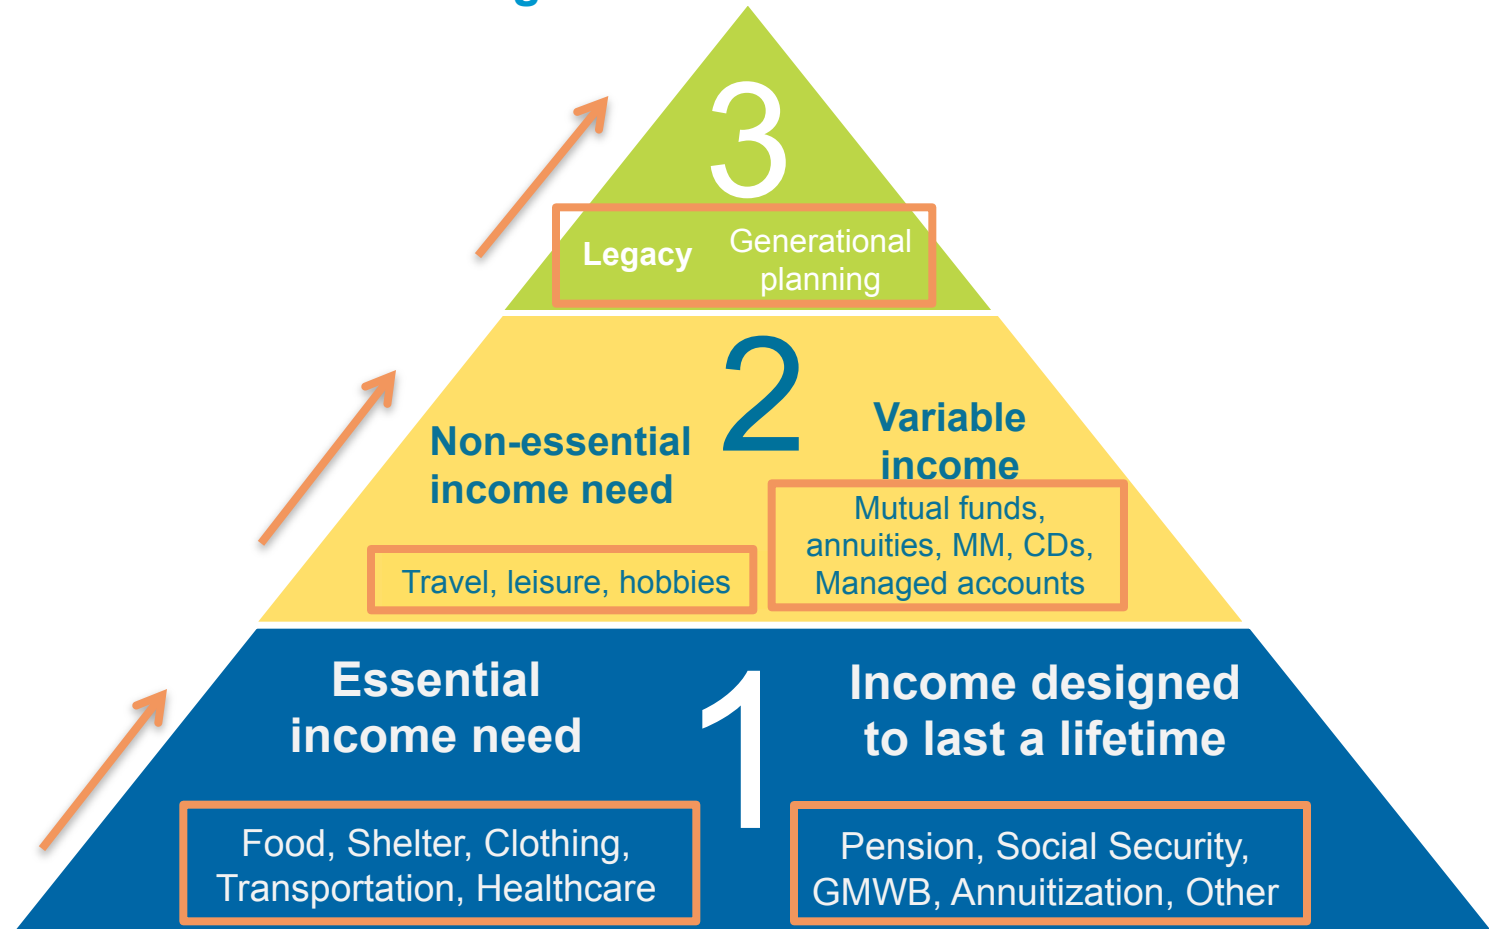 3
Legacy
Generational
planning
2
Non-essential
income need
Variable
income
Travel, leisure, hobbies
Mutual funds,
annuities, MM, CDs,
Managed accounts
1
Essential
income need
Income designed
to last a lifetime
Food, Shelter, Clothing,
Transportation, Healthcare
Pension, Social Security,
GMWB, Annuitization, Other